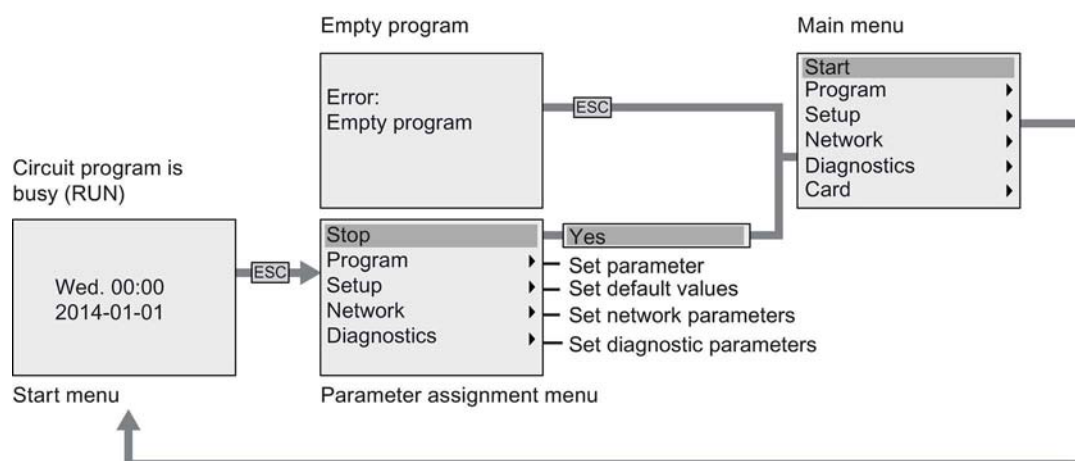 Empty program
Error:
Empty program
ESC
Main menu
Start
Program
Setup
Network
Diagnostics
Card
Circuit program is
busy (RUN)
Wed. 00:00
2014-01-01
Start menu
ESC
Stop
Program
Setup
Network
Diagnostics
Parameter assignment menu
Yes
Set parameter
Set default values
Set network parameters
Set diagnostic parameters